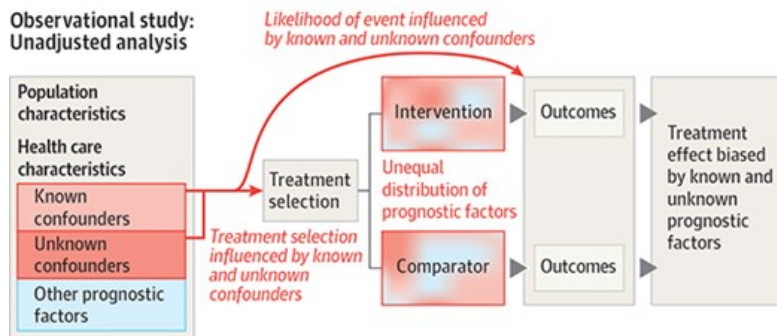 Observational study:
Unadjusted analysis
Likelihood of event influenced
by known and unknown confounders
Population
characteristics
Health care
characteristics
Known
confounders
Unknown
confounders
Other prognostic
factors
Treatment
selection
Treatment selection
influenced by known
and unknown
confounders
Intervention
Unequal
distribution of
prognostic factors
Comparator
Outcomes
Outcomes
Treatment
effect biased
by known and
unknown
prognostic
factors